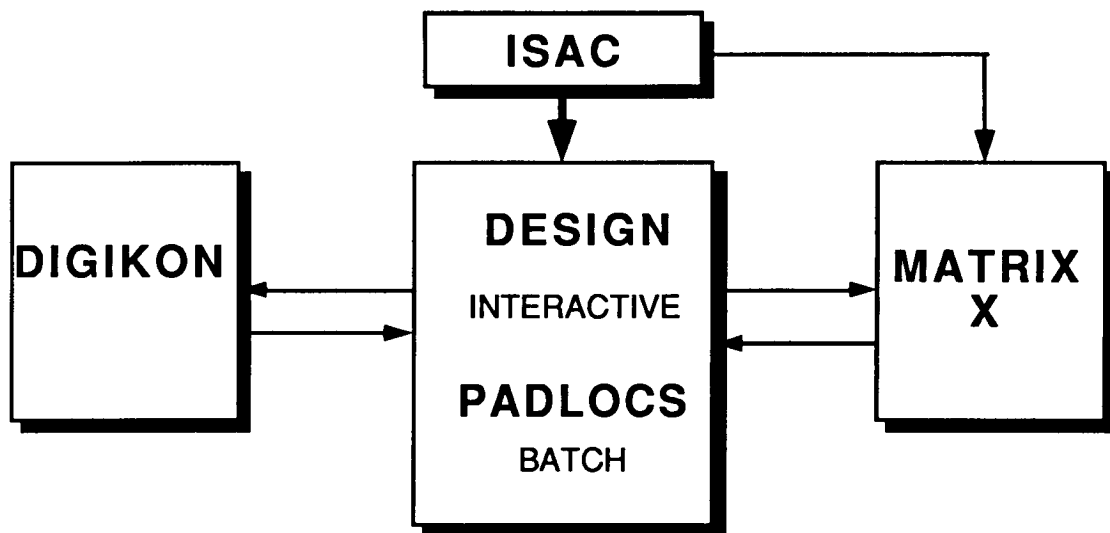 ISAC
DIGIKON
DESIGN
INTERACTIVE
PADLOCS
BATCH
MATRIX
X